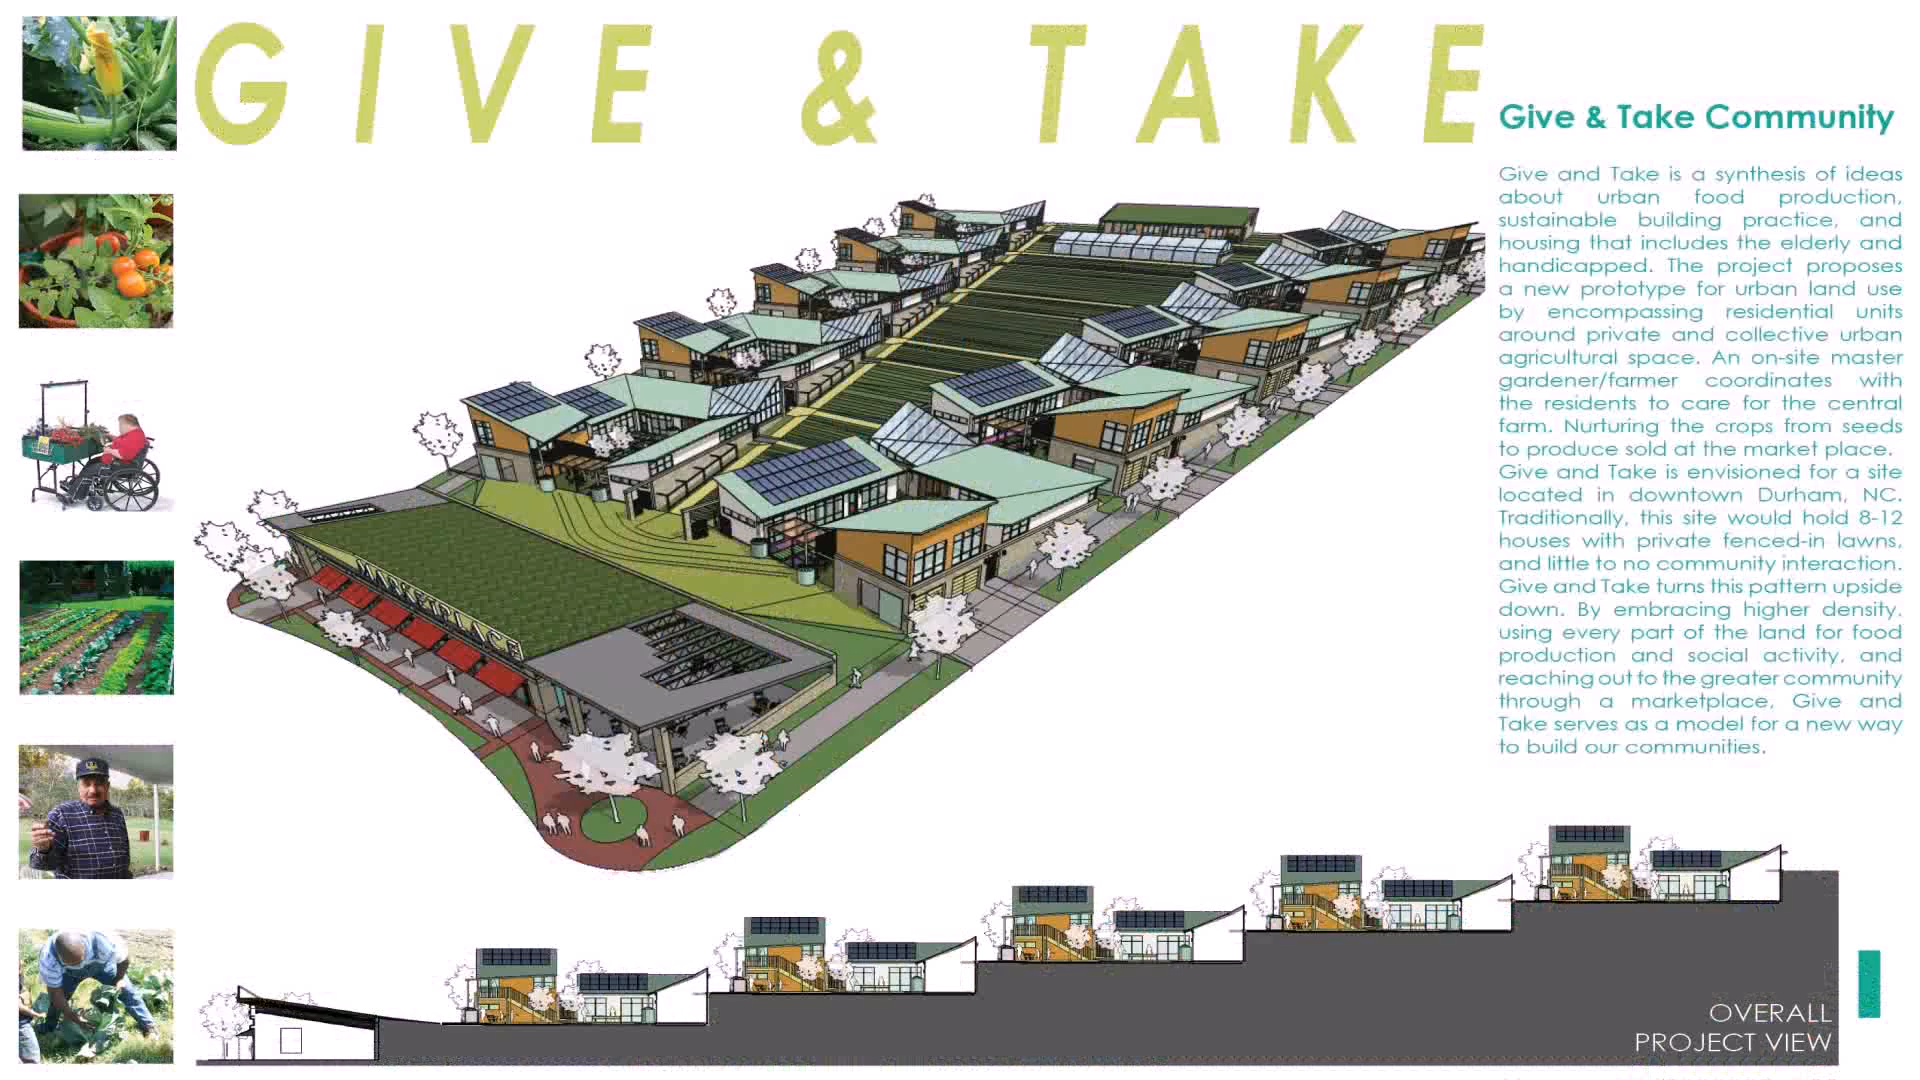 GIVE & TAKE
Give & Take Community
Give and Take is a synthesis of ideas
about urban food production,
sustainable building practice, and
housing that includes the elderly and
handicapped. The project proposes
a new prototype for urban land use
by encompassing residential units
around private and collective urban
agricultural space. An on-site master
gardener/farmer coordinates with
the residents to care for the central
farm. Nurturing the crops from seeds
to produce sold at the market place.
Give and Take is envisioned for a site
located in downtown Durham, NC.
Traditionally, this site would hold 8-12
houses with private fenced-in lawns,
and little to no community interaction.
Give and Take turns this pattern upside
down. By embracing higher density,
using every part of the land for food
production and social activity, and
reaching out to the greater community
through a marketplace, Give and
Take serves as a model for a new way
to build our communities.
MARKETPLACE
OVERALL
PROJECT VIEW